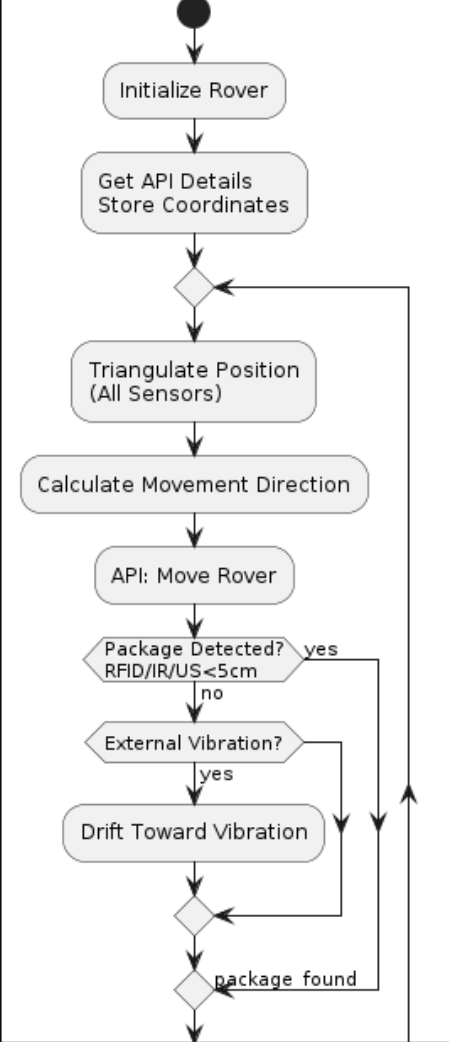 Initialize Rover
Get API Details
Store Coordinates
Triangulate Position
(All Sensors)
Calculate Movement Direction
API: Move Rover
Package Detected?
RFID/IR/US<5cm
yes
no
External Vibration?
yes
Drift Toward Vibration
package found